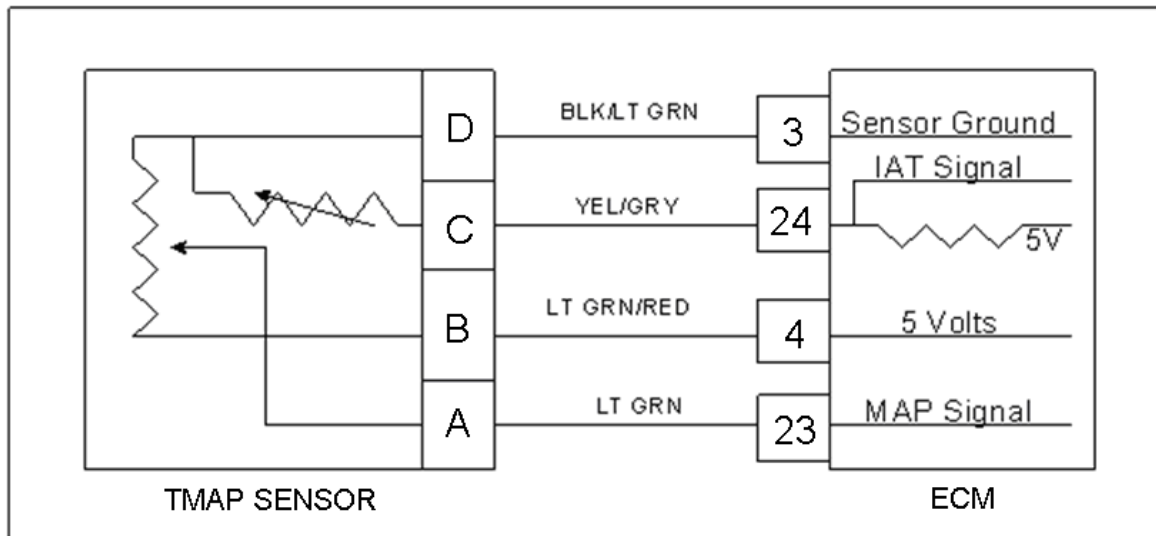 D
BLK/LT GRN
3
Sensor Ground
IAT Signal
C
YEL/GRY
24
5V
B
LT GRN/RED
4
5 Volts
A
LT GRN
23
MAP Signal
TMAP SENSOR
ECM